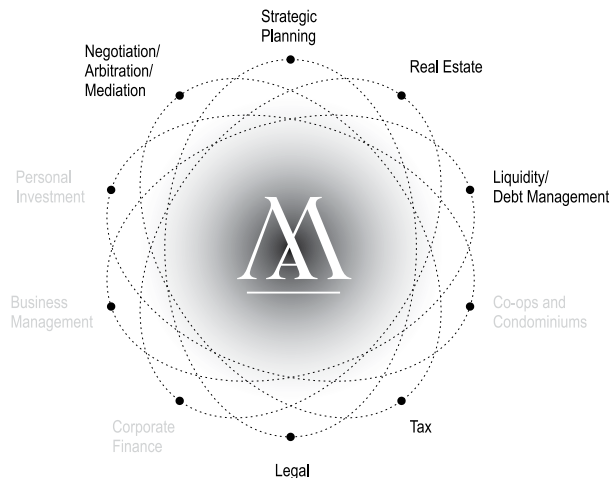 Strategic
Planning
Negotiation/
Arbitration/
Mediation
Real Estate
Personal
Investment
Liquidity/
Debt Management
MA
Business
Management
Co-ops and
Condominiums
Corporate
Finance
Tax
Legal